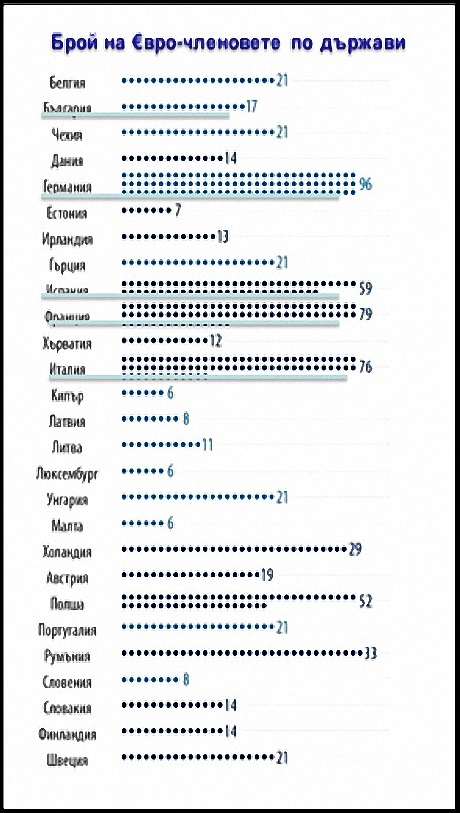 Брой на €вро-членовете по държави
Белгия 21
България 17
Чехия 21
Дания 14
Германия 96
Естония 7
Ирландия 13
Гърция 21
Испания 59
Франция 79
Хърватия 12
Италия 76
Кипър 6
Латвия 8
Литва 11
Люксембург 6
Унгария 21
Малта 6
Холандия 29
Австрия 19
Полша 52
Португалия 21
Румъния 33
Словения 8
Словакия 14
Финландия 14
Швеция 21